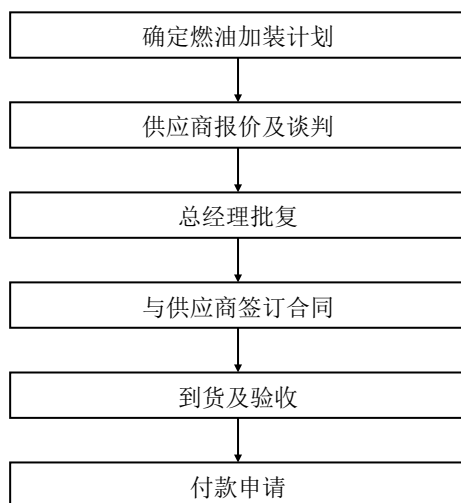 确定燃油加装计划
供应商报价及谈判
总经理批复
与供应商签订合同
到货及验收
付款申请